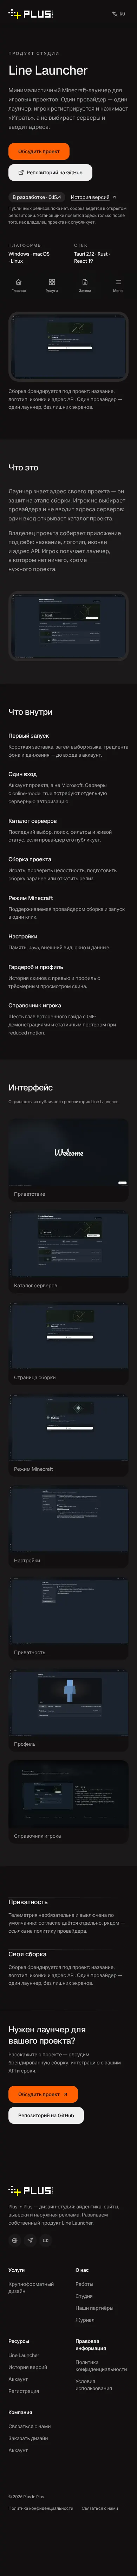 PLUS
RU
ПРОДУКТ СТУДИИ
Line Launcher
Минималистичный Minecraft-лаунчер для
игровых проектов. Один провайдер — один
лаунчер: игрок регистрируется и нажимает
«Играть», а не выбирает сервер и
вводит адреса.
Обсудить проект
Репозиторий на GitHub
В разработке · 0.15.4
История версий
Публичных релизов пока нет: сборки ведутся в открытом
репозитории. Установщики появятся здесь только после
того, как владелец проекта их опубликует.
ПЛАТФОРМЫ
Windows · macOS
· Linux
СТЕК
Tauri 2.12 · Rust ·
React 19
Главная
Услуги
Заявка
Меню
Сборка брендируется под проект: название,
логотип, иконки и адрес API. Один провайдер —
один лаунчер, без пиших экранов.
Что это
Лаунчер знает адрес своего проекта — он
зашит на этапе сборки. Игрок не выбирает
провайдера и не вводит адреса серверов:
один вход открывает каталог проекта.
Владелец проекта собирает переменные
под себя: название, логотип, иконки
и адрес API. Игрок получает лаунчер,
в котором нет ничего, кроме
нужного проекта.
Что внутри
Первый запуск
Короткая заставка, затем выбор языка, градиента
фона и движения — до входа в аккаунт.
Один вход
Аккаунт проекта, а не Microsoft. Серверы
с online-mode=true потребуют отдельную
серверную авторизацию.
Каталог серверов
Последний выбор, поиск, фильтры и живой
статус, если провайдер его публикует.
Сборка проекта
Играть, проверить целостность, подготовить
сборку заранее или откатить релиз.
Режим Minecraft
Поддерживаемая провайдером сборка в запуск
в один клик.
Настройки
Память, Java, внешний вид, окно и данные.
Гардероб и профиль
История скинов с превью и профиль с
трёхмерным просмотром скина.
Справочник игрока
Шесть глав встроенного гайда с GIF-
демонстрациями и статичным постером при
reduced motion.
Интерфейс
Скриншоты из публичного репозитория Line Launcher.
Welcome
Приветствие
Каталог серверов
Страница сборки
Режим Minecraft
Настройки
Приватность
Профиль
Справочник игрока
Приватность
Телеметрия необязательна и выключена по
умолчанию: согласие даётся отдельно; рядом —
ссылка на политику провайдера.
Своя сборка
Сборка брендируется под проект: название,
логотип, иконки и адрес API. Один провайдер —
один лаунчер, без лишних экранов.
Нужен лаунчер для
вашего проекта?
Расскажите о проекте — обсудим
брендированную сборку, интеграцию с вашим
API и сроки.
Обсудить проект
Репозиторий на GitHub
PLUS
Plus In Plus — дизайн-студия: айдентика, сайты,
вывески и наружная реклама. Развиваем
собственный продукт Line Launcher.
Услуги
Крупноформатный
дизайн
О нас
Работы
Студия
Наши партнёры
Журнал
Ресурсы
Line Launcher
История версий
Аккаунт
Регистрация
Правовая
информация
Политика
конфиденциальности
Условия
использования
Компания
Связаться с нами
Заказать дизайн
Аккаунт
© 2026 Plus In Plus
Политика конфиденциальности
Связаться с нами